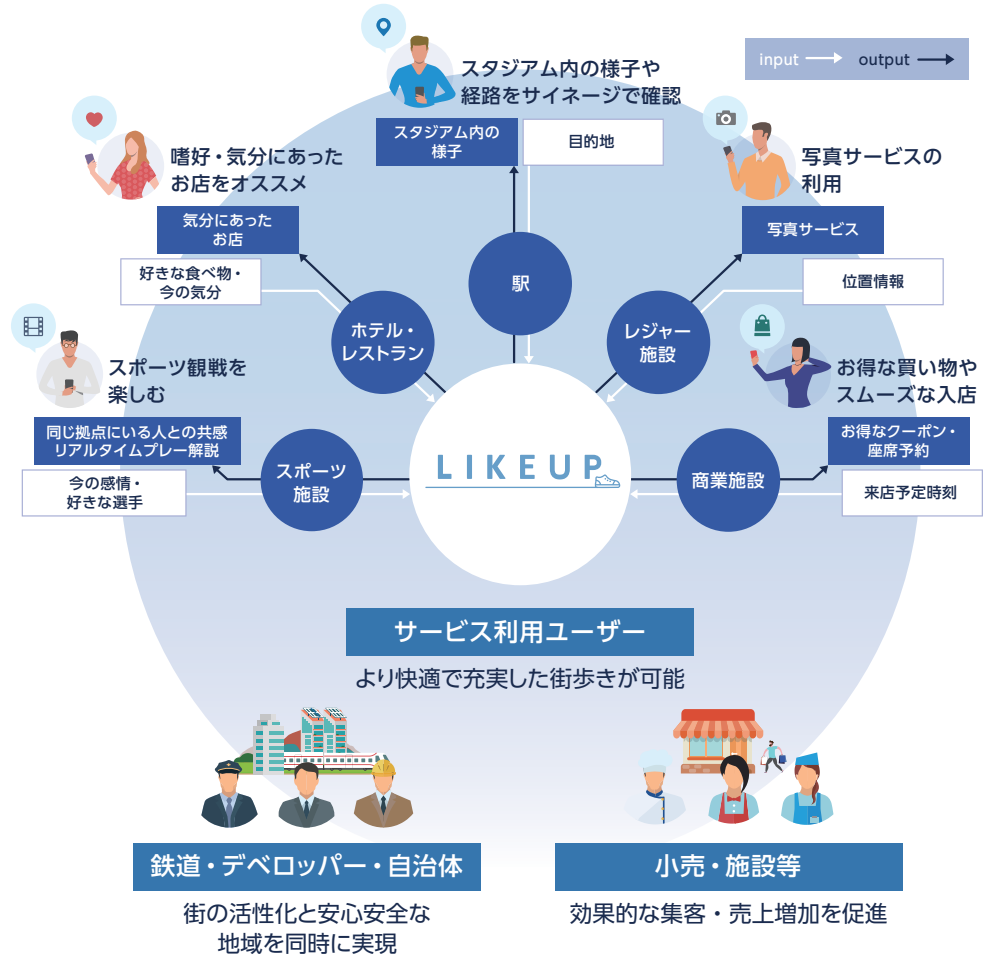 input
output
スタジアム内の様子や
経路をサイネージで確認
スタジアム内の
様子
目的地
嗜好・気分にあった
お店をオススメ
気分にあった
お店
好きな食べ物・
今の気分
写真サービスの
利用
写真サービス
位置情報
駅
ホテル・
レストラン
レジャー
施設
スポーツ観戦を
楽しむ
同じ拠点にいる人との共感
リアルタイムプレー解説
今の感情・
好きな選手
スポーツ
施設
LIKEUP
商業施設
お得な買い物や
スムーズな入店
お得なクーポン・
座席予約
来店予定時刻
サービス利用ユーザー
より快適で充実した街歩きが可能
鉄道・デベロッパー・自治体
街の活性化と安心安全な
地域を同時に実現
小売・施設等
効果的な集客・売上増加を促進